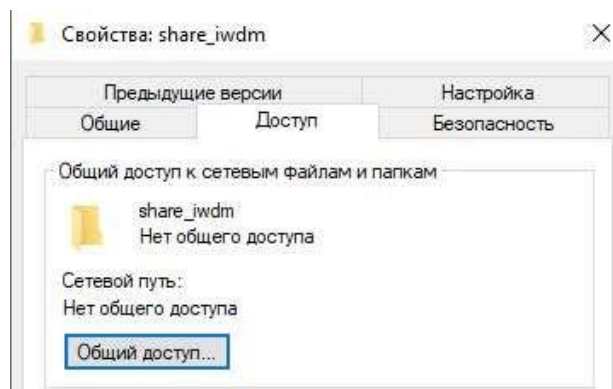 Свойства: share_iwdm
Предыдущие версии
Настройка
Общие
Доступ
Безопасность
Общий доступ к сетевым файлам и папкам
share_iwdm
Нет общего доступа
Сетевой путь:
Нет общего доступа
Общий доступ...